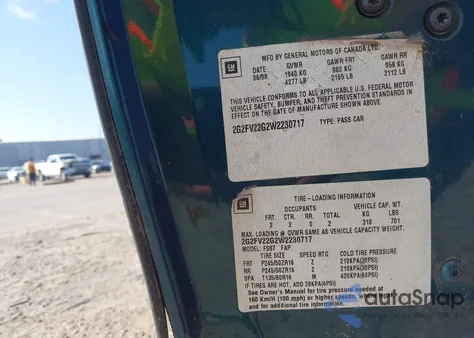 GM
MFD BY GENERAL MOTORS OF CANADA LTD.
DATE GVWR GAWR FRT GAWR RR
06/98 1940 KG 982 KG 958 KG
4277 LB 2165 LB 2112 LB
THIS VEHICLE CONFORMS TO ALL APPLICABLE U.S. FEDERAL MOTOR
VEHICLE SAFETY, BUMPER, AND THEFT PREVENTION STANDARDS IN
EFFECT ON THE DATE OF MANUFACTURE SHOWN ABOVE.
2G2FV22G2W2230717 TYPE: PASS CAR
GM
TIRE-LOADING INFORMATION
OCCUPANTS VEHICLE CAP. WT.
FRT CTR. RR. TOTAL KG LBS
2 0 2 318 701
MAX. LOADING @ GVWR SAME AS VEHICLE CAPACITY WEIGHT.
2G2FV22G2W2230717
FS87 FAP
TIRE SIZE SPEED RTG COLD TIRE PRESSURE
FRT P245/50ZR16 Z 210KPA(30PSI)
RR P245/50ZR16 Z 210KPA(30PSI)
SPA T135/80R16 M 420KPA(60PSI)
IF TIRES ARE HOT, ADD 28KPA(4PSI)
See Owner's Manual for tire pressure needed at
160 KM/H (100 mph) or above and
for additional tire information.
autoSnap